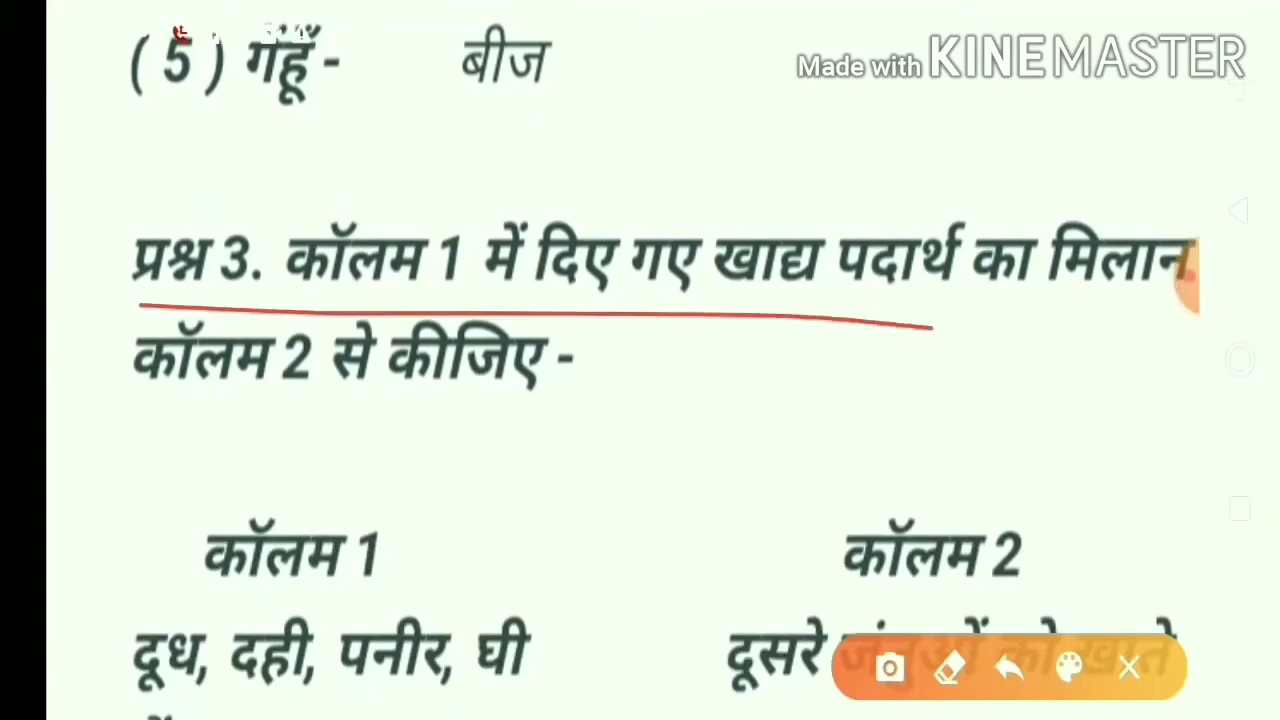 ( 5 ) गेंहूँ - बीज
Made with KINEMASTER
प्रश्न 3. कॉलम 1 में दिए गए खाद्य पदार्थ का मिलान
कॉलम 2 से कीजिए -
कॉलम 1 कॉलम 2
दूध, दही, पनीर, घी दूसरे जंतुओं को खाते